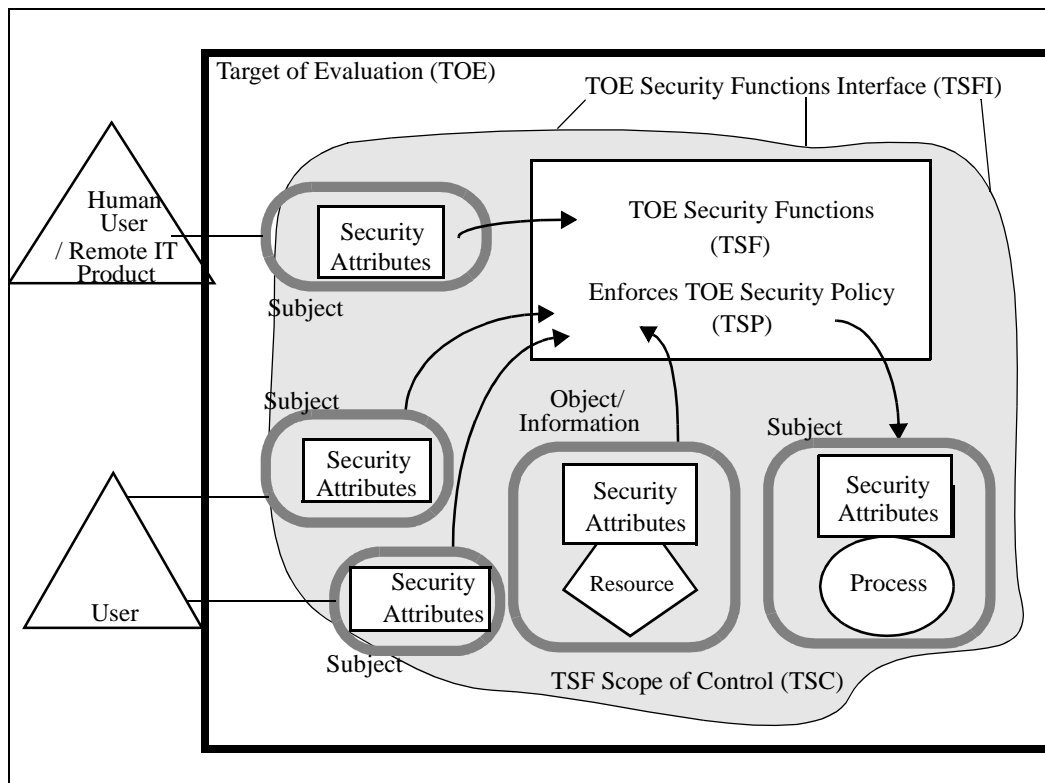 Target of Evaluation (TOE)
TOE Security Functions Interface (TSFI)
Human
User
/ Remote IT
Product
Security
Attributes
Subject
TOE Security Functions
(TSF)
Enforces TOE Security Policy
(TSP)
Subject
Security
Attributes
Object/
Information
Security
Attributes
Resource
Subject
Security
Attributes
Process
User
Security
Attributes
Subject
TSF Scope of Control (TSC)